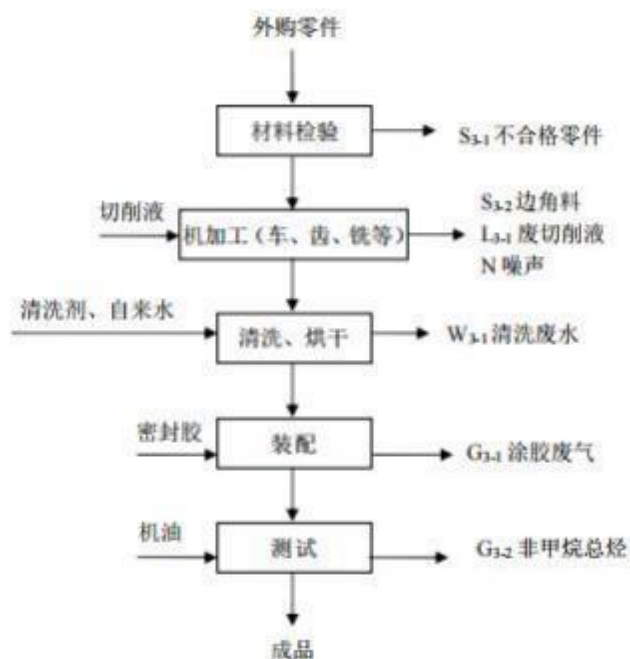 外购零件
材料检验
S3-1 不合格零件
切削液
机加工（车、齿、铣等）
S3-2 边角料
L3-1 废切削液
N 噪声
清洗剂、自来水
清洗、烘干
W3-1 清洗废水
密封胶
装配
G3-1 涂胶废气
机油
测试
G3-2 非甲烷总烃
成品